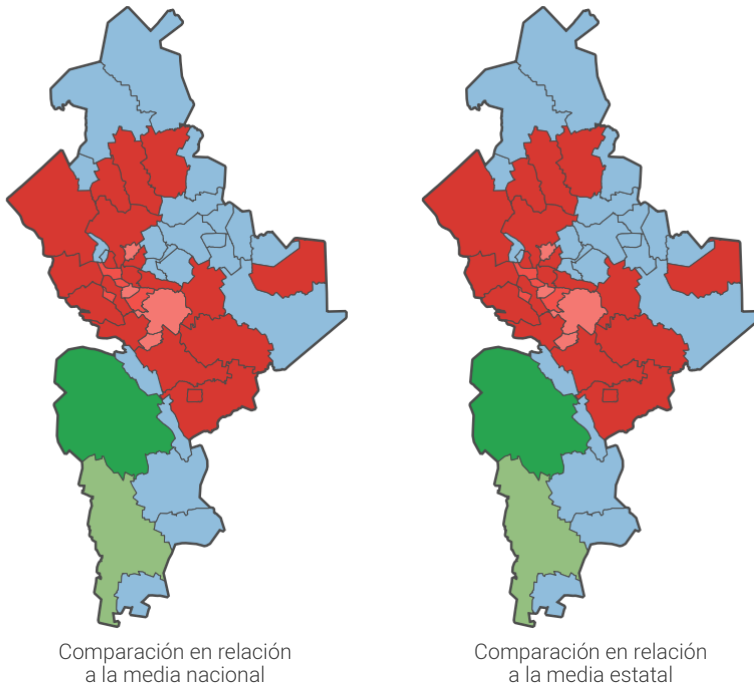 Comparación en relación
a la media nacional
Comparación en relación
a la media estatal